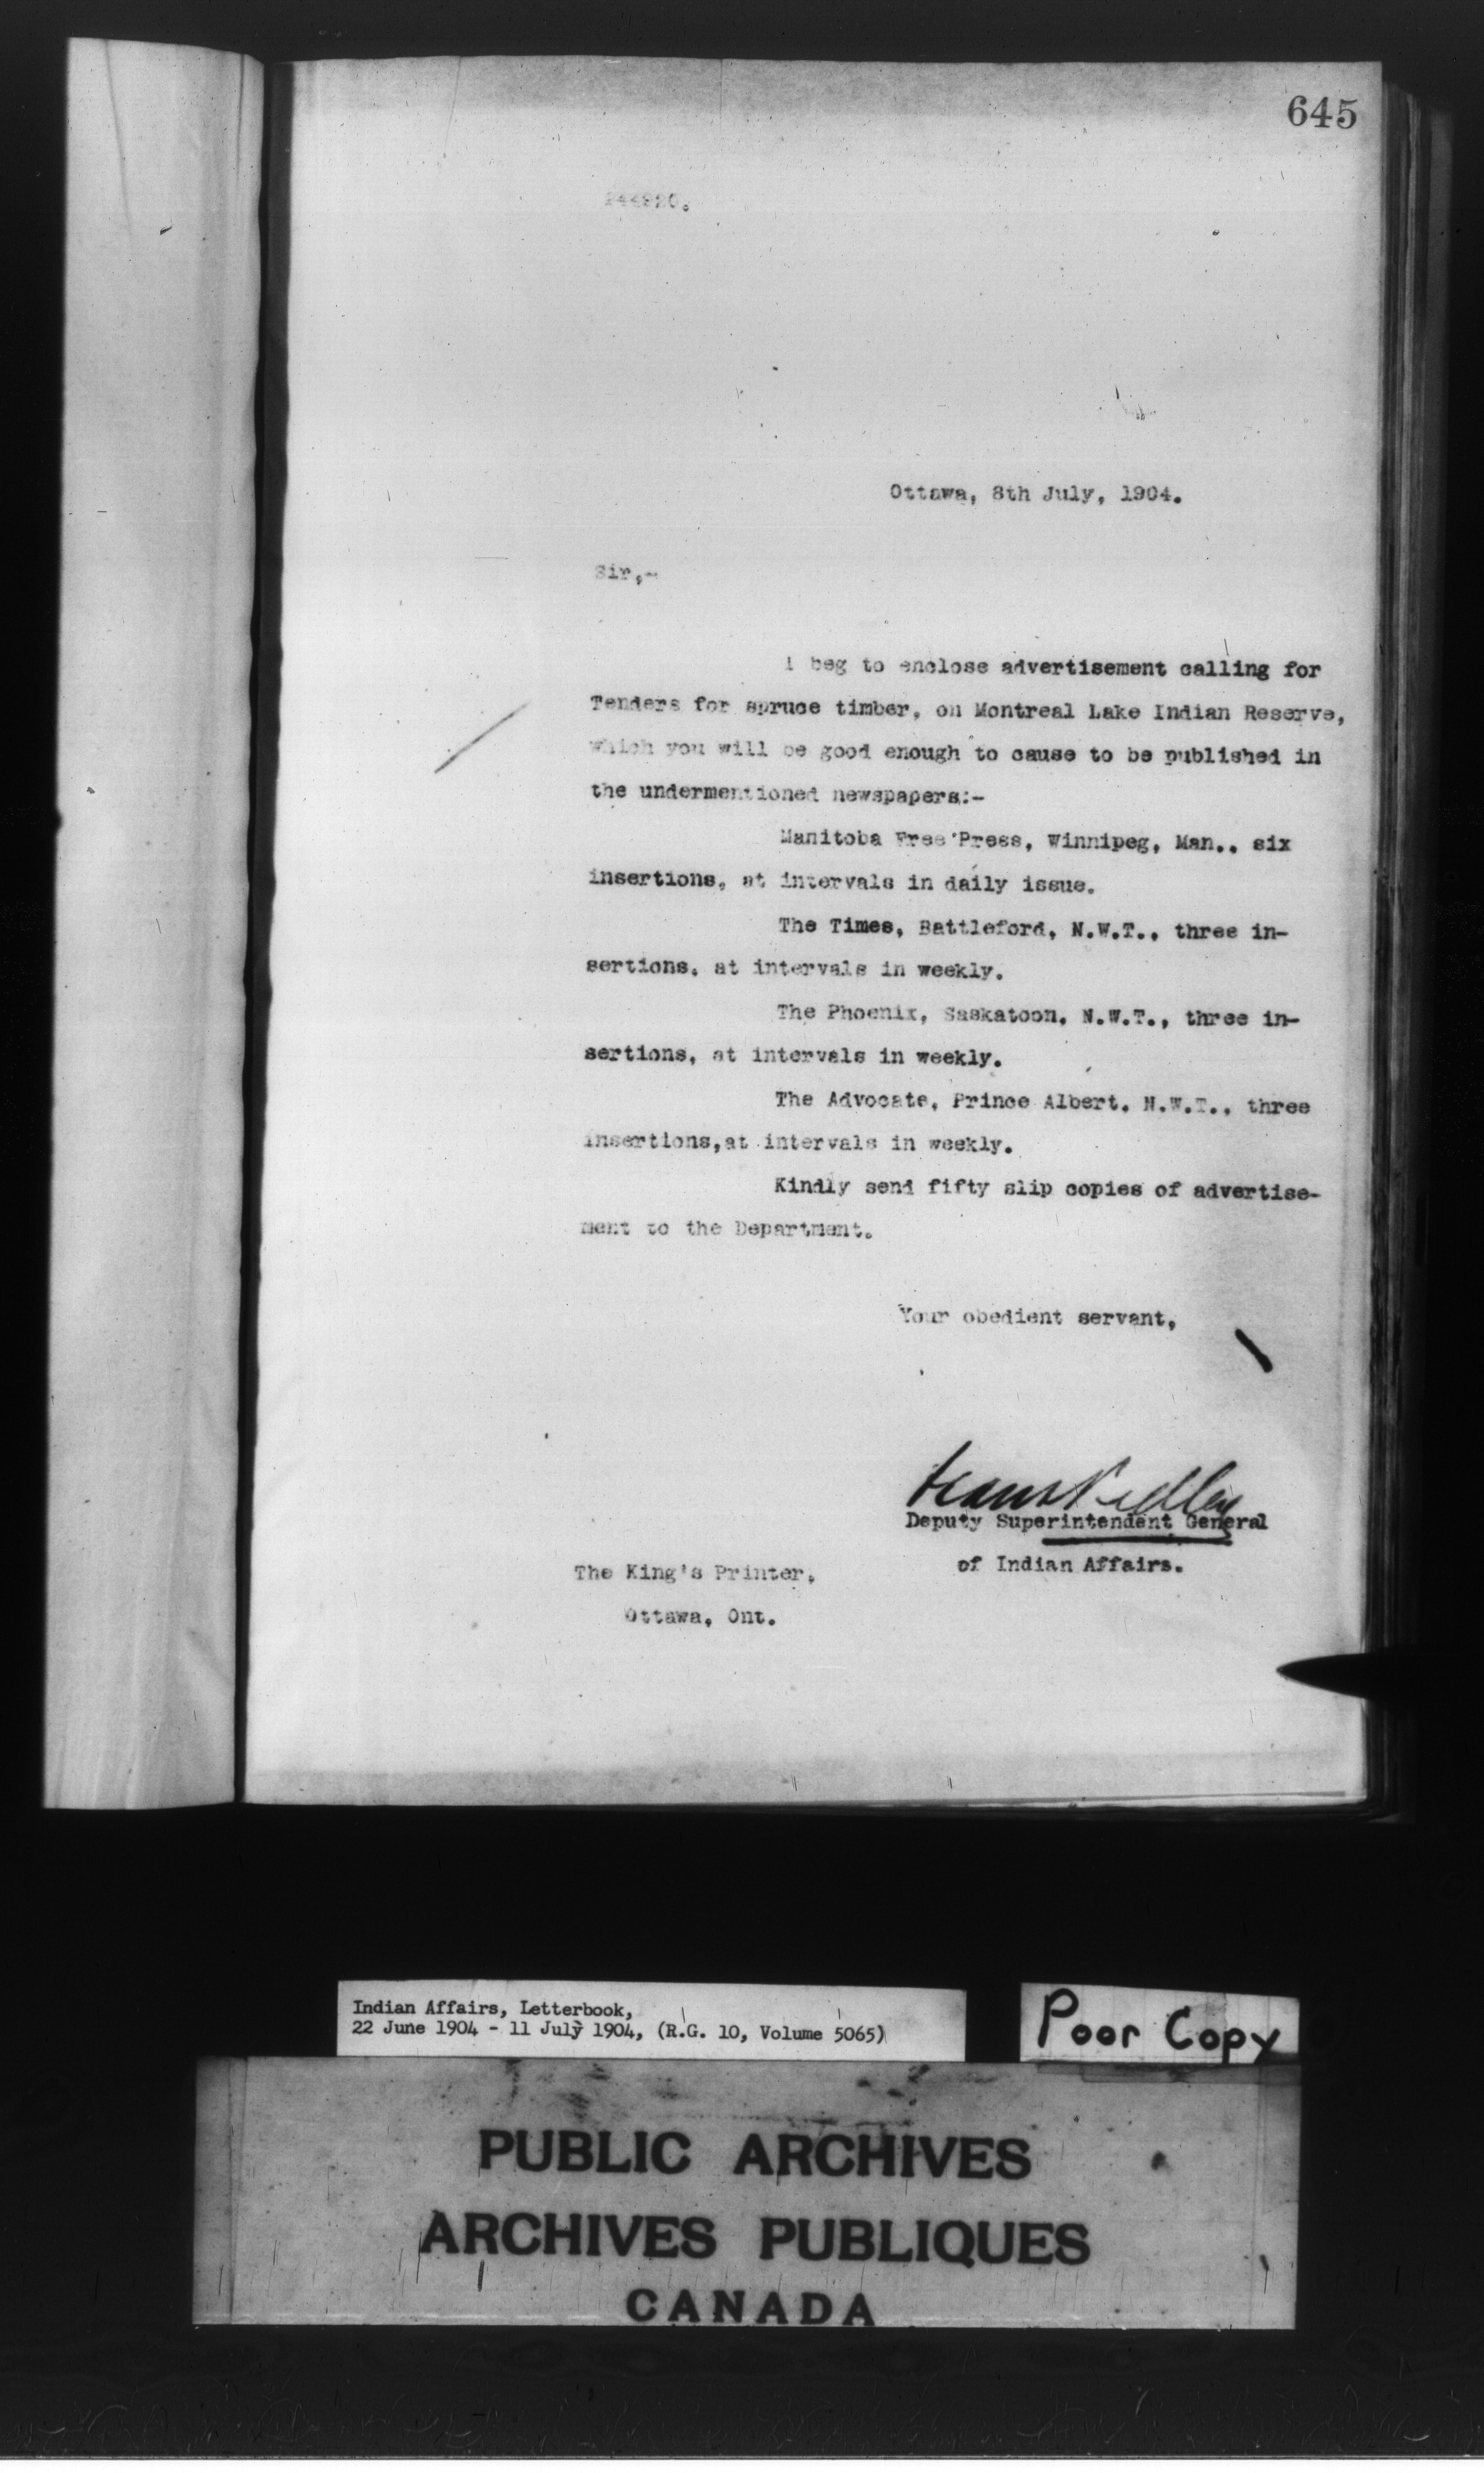 645
244920.
Ottawa, 8th July, 1904.
Sir,-
I beg to enclose advertisement calling for
Tenders for spruce timber, on Montreal Lake Indian Reserve,
which you will be good enough to cause to be published in
the undermentioned newspapers:-
Manitoba Free Press, Winnipeg, Man., six
insertions, at intervals in daily issue.
The Times, Battleford, N.W.T., three in-
sertions, at intervals in weekly.
The Phoenix, Saskatoon, N.W.T., three in-
sertions, at intervals in weekly.
The Advocate, Prince Albert, N.W.T., three
insertions,at intervals in weekly.
Kindly send fifty slip copies of advertise-
ment to the Department.
Your obedient servant,
Frank Pedley
Deputy Superintendent General
of Indian Affairs.
The King's Printer,
Ottawa, Ont.
Indian Affairs, Letterbook,
22 June 1904 - 11 July 1904, (R.G. 10, Volume 5065)
Poor Copy
PUBLIC ARCHIVES
ARCHIVES PUBLIQUES
CANADA